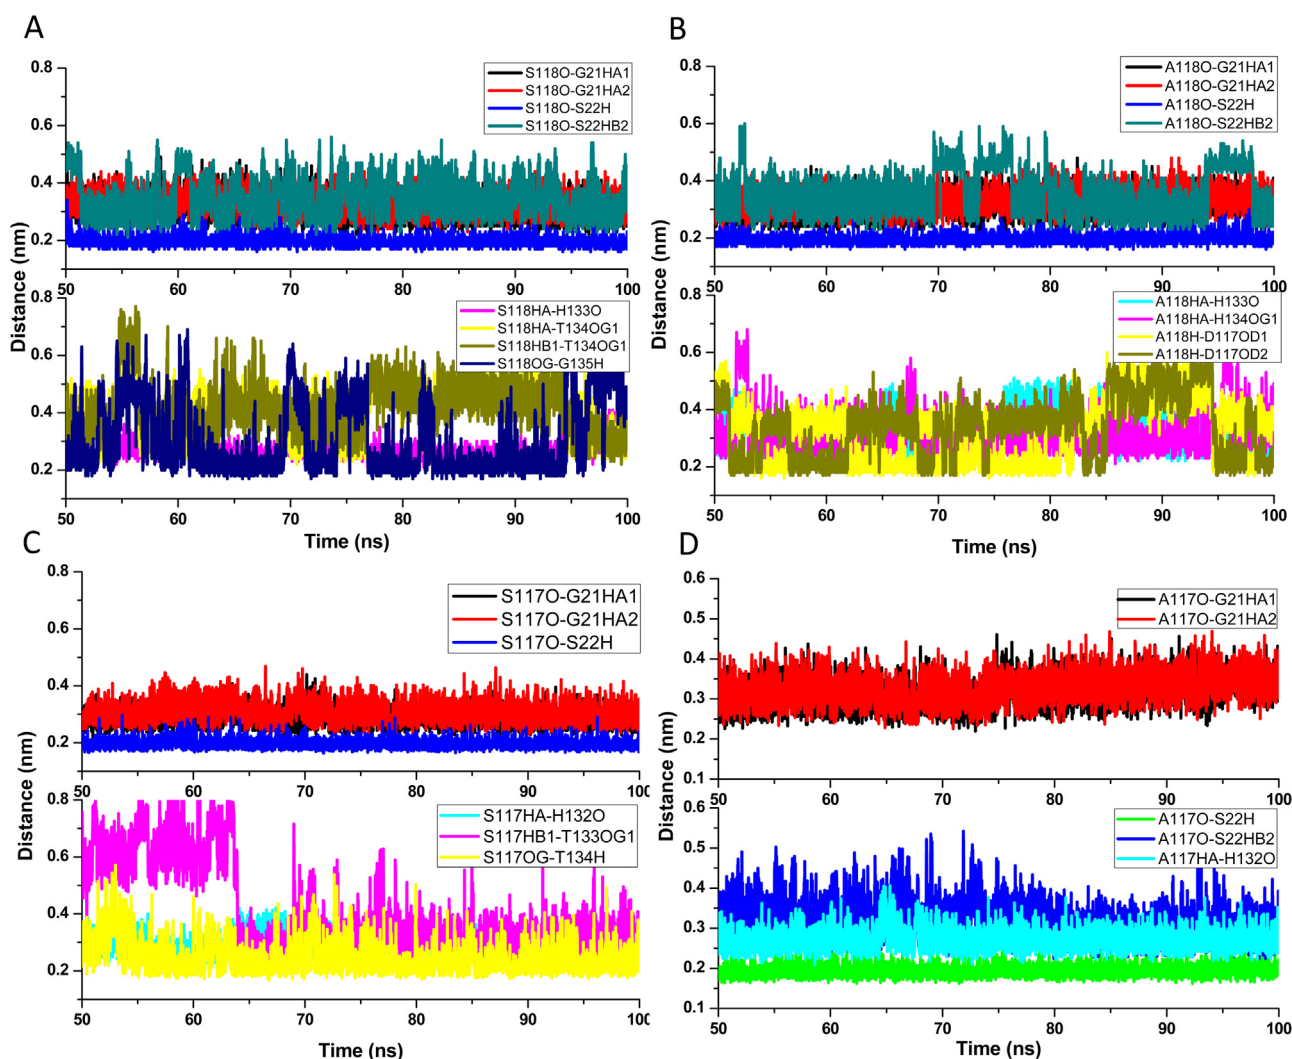 A
0.8
0.6
0.4
0.2
S118O-G21HA1
S118O-G21HA2
S118O-S22H
S118O-S22HB2
50 60 70 80 90 100
0.8
0.6
0.4
0.2
S118HA-H133O
S118HA-T134OG1
S118HB1-T134OG1
S118OG-G135H
50 60 70 80 90 100
Distance (nm)
Time (ns)
B
0.8
0.6
0.4
0.2
A118O-G21HA1
A118O-G21HA2
A118O-S22H
A118O-S22HB2
50 60 70 80 90 100
0.8
0.6
0.4
0.2
A118HA-H133O
A118HA-H134OG1
A118H-D117OD1
A118H-D117OD2
50 60 70 80 90 100
Distance (nm)
Time (ns)
C
0.8
0.6
0.4
0.2
S117O-G21HA1
S117O-G21HA2
S117O-S22H
50 60 70 80 90 100
0.8
0.6
0.4
0.2
S117HA-H132O
S117HB1-T133OG1
S117OG-T134H
50 60 70 80 90 100
Distance (nm)
Time (ns)
D
0.6
0.5
0.4
0.3
0.2
0.1
A117O-G21HA1
A117O-G21HA2
50 60 70 80 90 100
0.6
0.5
0.4
0.3
0.2
0.1
A117O-S22H
A117O-S22HB2
A117HA-H132O
50 60 70 80 90 100
Distance (nm)
Time (ns)